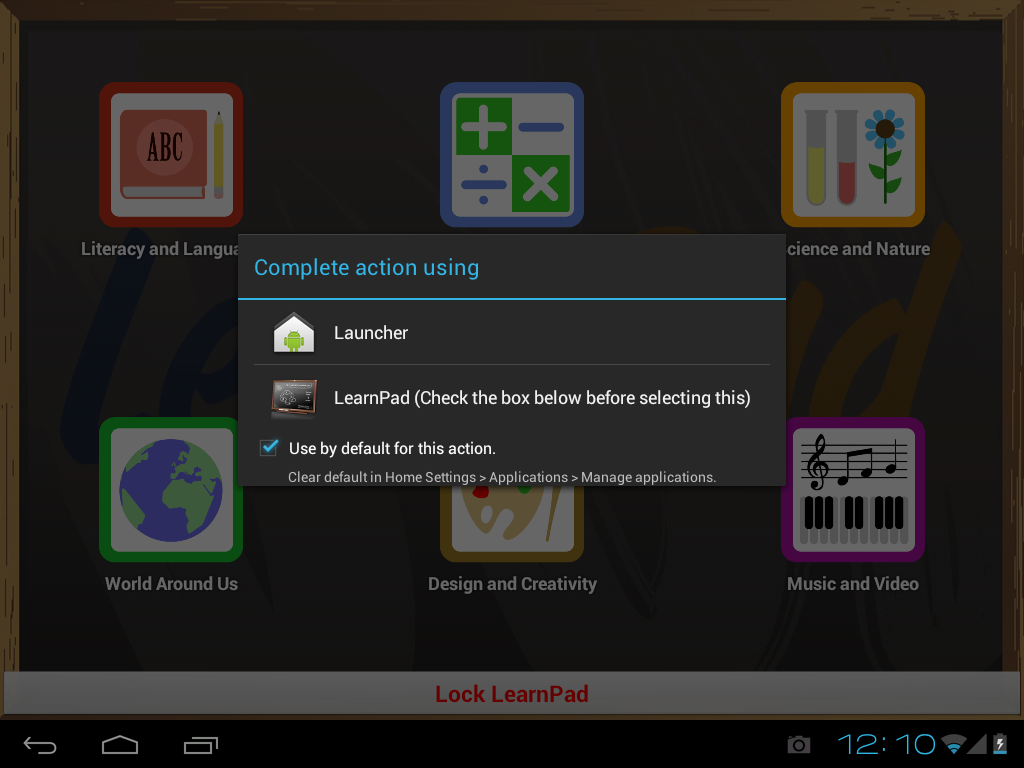 ABC
Literacy and Langua
cience and Nature
Complete action using
Launcher
LearnPad (Check the box below before selecting this)
Use by default for this action.
Clear default in Home Settings > Applications > Manage applications.
World Around Us
Design and Creativity
Music and Video
Lock LearnPad
12:10